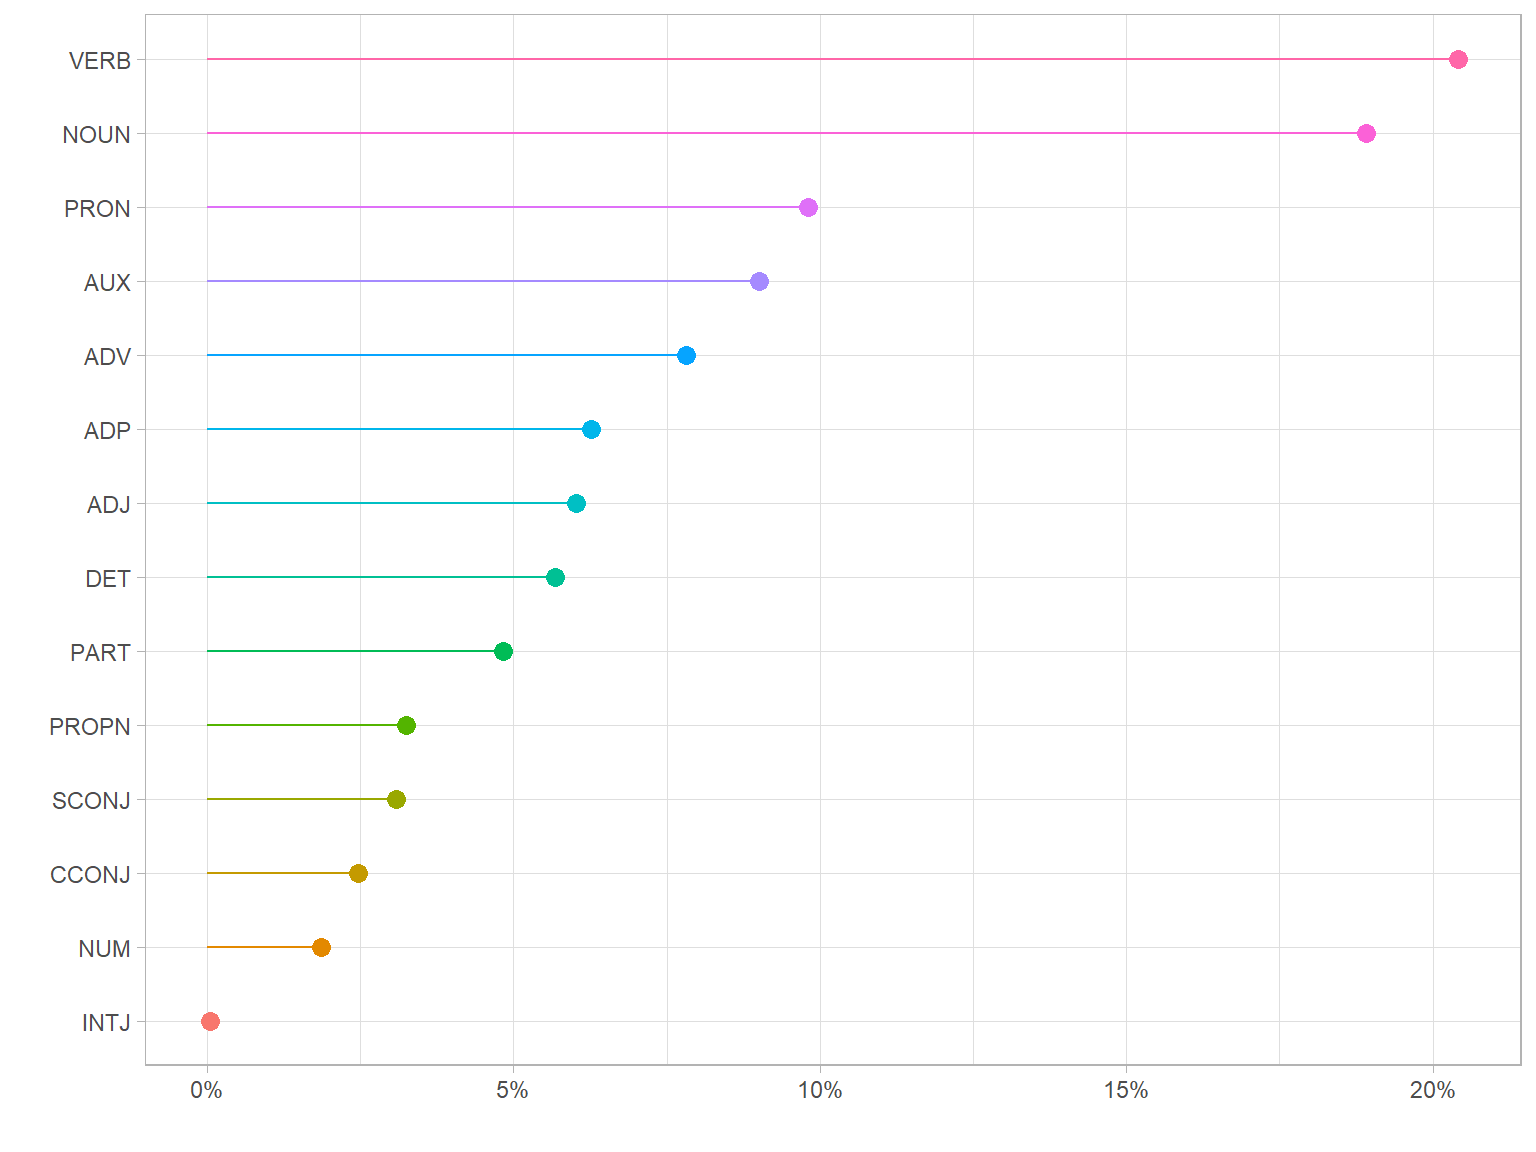 VERB
NOUN
PRON
AUX
ADV
ADP
ADJ
DET
PART
PROPN
SCONJ
CCONJ
NUM
INTJ
0% 5% 10% 15% 20%